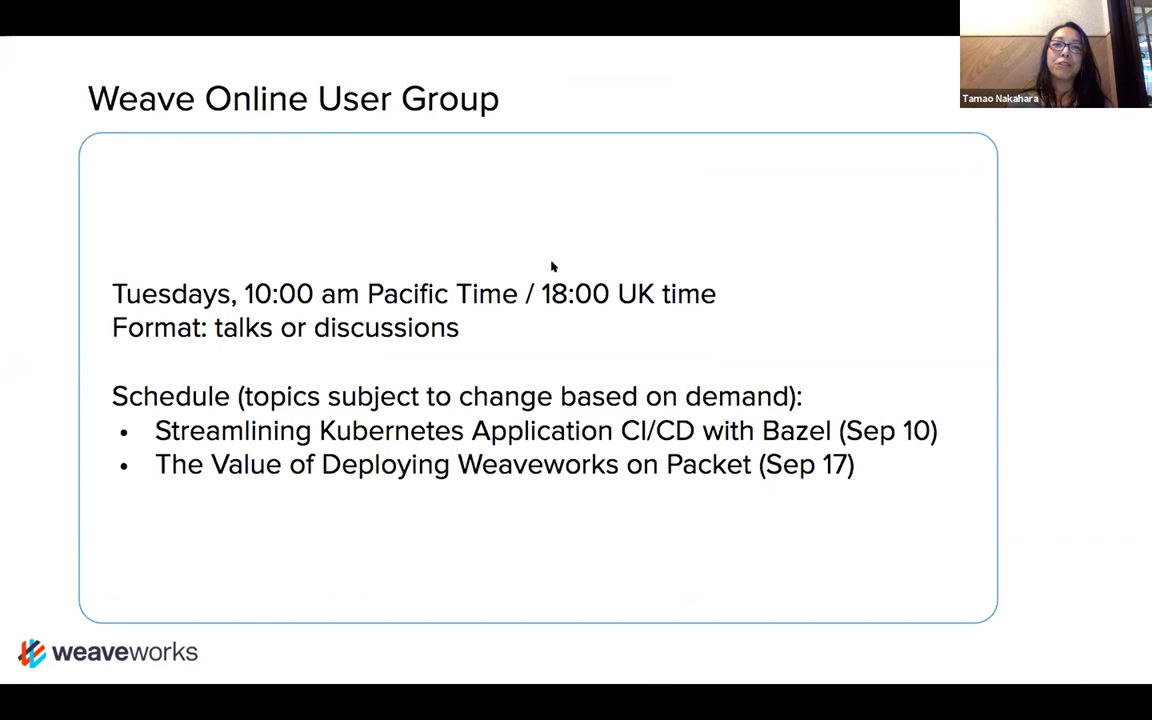 Weave Online User Group
Tamao Nakahara
Tuesdays, 10:00 am Pacific Time / 18:00 UK time
Format: talks or discussions
Schedule (topics subject to change based on demand):
• Streamlining Kubernetes Application CI/CD with Bazel (Sep 10)
• The Value of Deploying Weaveworks on Packet (Sep 17)
weaveworks